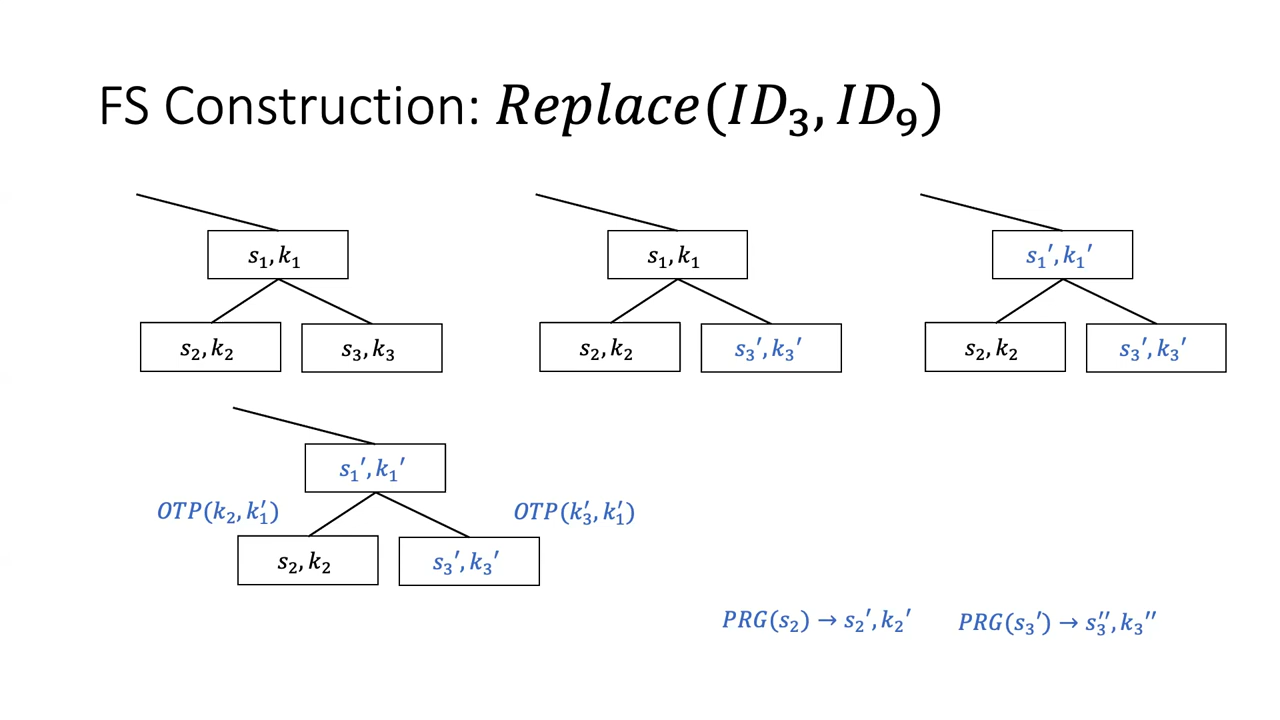 FS Construction: Replace(ID₃, ID₉)
s₁, k₁
s₁, k₁
s₁′, k₁′
s₂, k₂
s₃, k₃
s₂, k₂
s₃′, k₃′
s₂, k₂
s₃′, k₃′
s₁′, k₁′
OTP(k₂, k₁′)
OTP(k₃′, k₁′)
s₂, k₂
s₃′, k₃′
PRG(s₂) → s₂′, k₂′
PRG(s₃′) → s₃″, k₃″